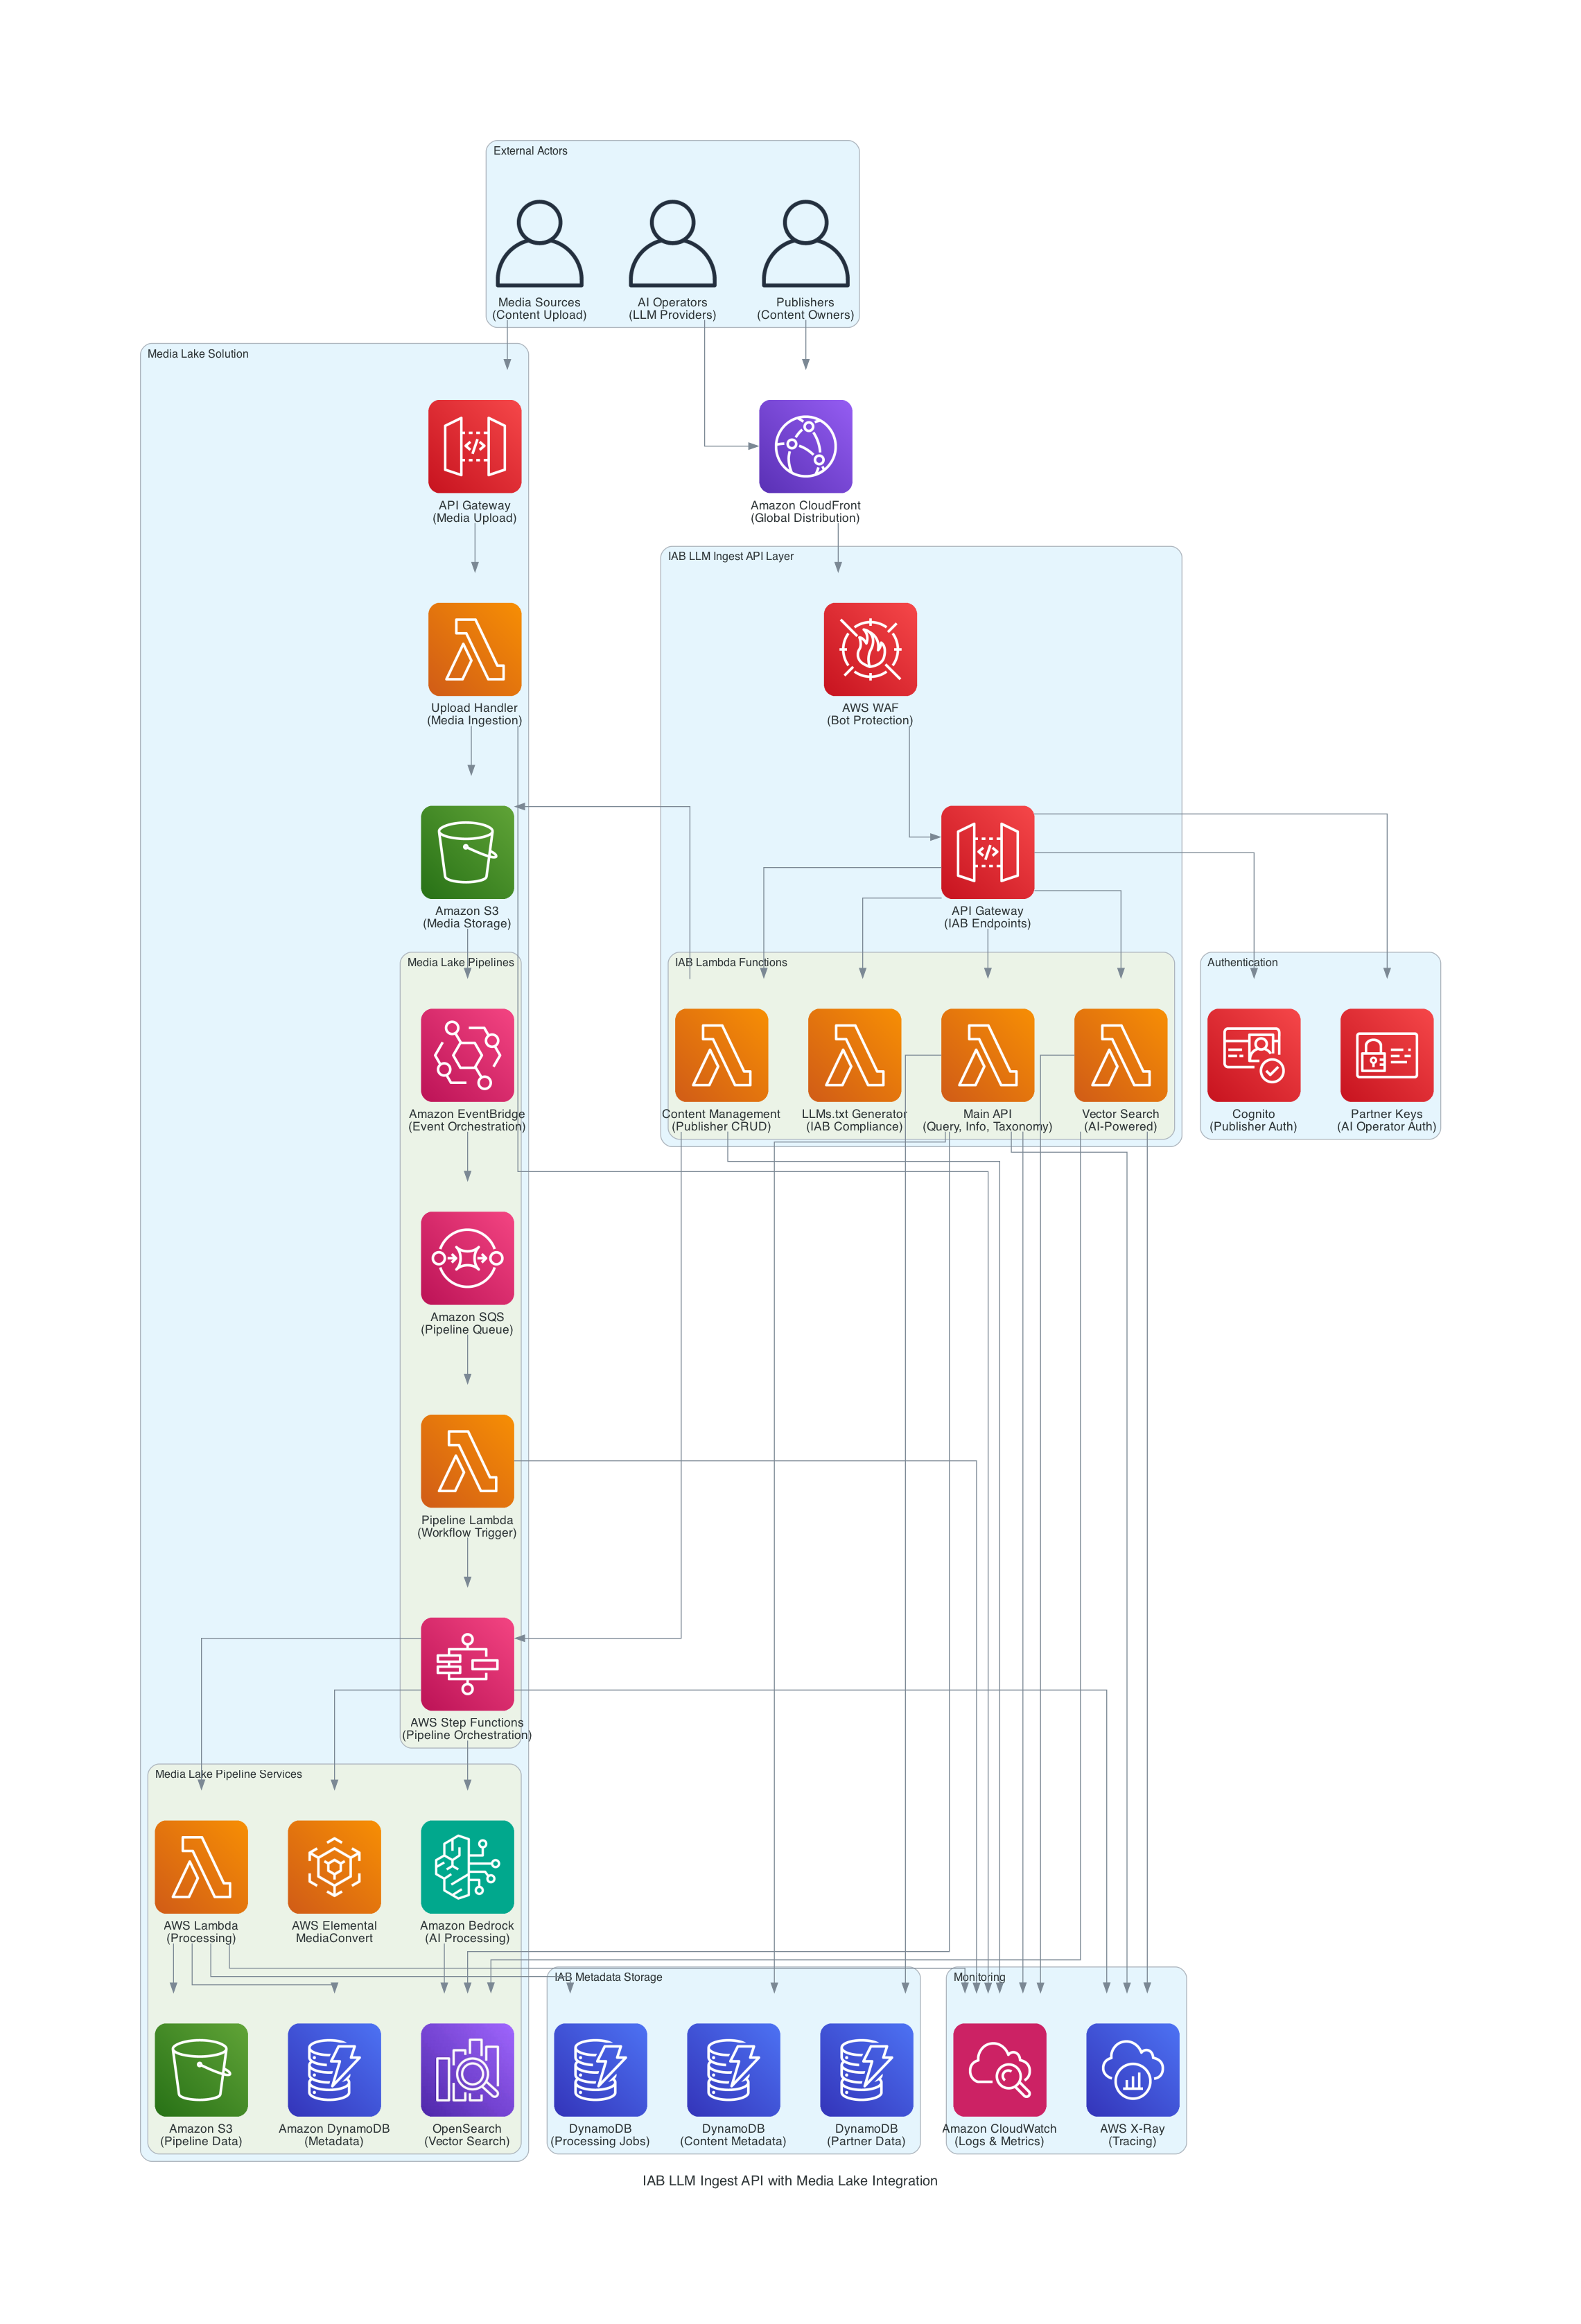 External Actors
Media Sources
(Content Upload)
AI Operators
(LLM Providers)
Publishers
(Content Owners)
Media Lake Solution
API Gateway
(Media Upload)
Amazon CloudFront
(Global Distribution)
IAB LLM Ingest API Layer
Upload Handler
(Media Ingestion)
AWS WAF
(Bot Protection)
Amazon S3
(Media Storage)
API Gateway
(IAB Endpoints)
Media Lake Pipelines
IAB Lambda Functions
Authentication
Amazon EventBridge
(Event Orchestration)
Content Management
(Publisher CRUD)
LLMs.txt Generator
(IAB Compliance)
Main API
(Query, Info, Taxonomy)
Vector Search
(AI-Powered)
Cognito
(Publisher Auth)
Partner Keys
(AI Operator Auth)
Amazon SQS
(Pipeline Queue)
Pipeline Lambda
(Workflow Trigger)
AWS Step Functions
(Pipeline Orchestration)
Media Lake Pipeline Services
AWS Lambda
(Processing)
AWS Elemental
MediaConvert
Amazon Bedrock
(AI Processing)
IAB Metadata Storage
Monitoring
Amazon S3
(Pipeline Data)
Amazon DynamoDB
(Metadata)
OpenSearch
(Vector Search)
DynamoDB
(Processing Jobs)
DynamoDB
(Content Metadata)
DynamoDB
(Partner Data)
Amazon CloudWatch
(Logs & Metrics)
AWS X-Ray
(Tracing)
IAB LLM Ingest API with Media Lake Integration